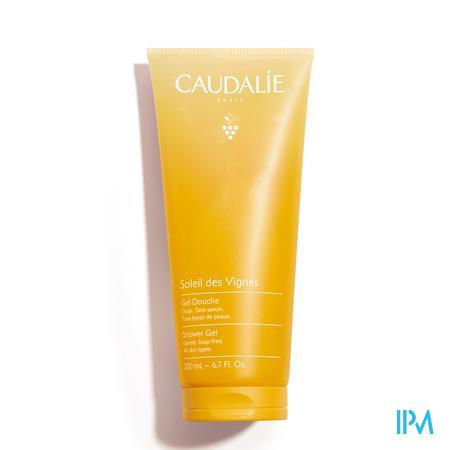 CAUDALÍE
PARIS
Soleil des Vignes
Gel Douche
Doux. Sans savon.
Tous types de peaux.
Shower Gel
Gentle. Soap-free.
All skin types.
200 mL – 6.7 Fl. Oz.
IPM